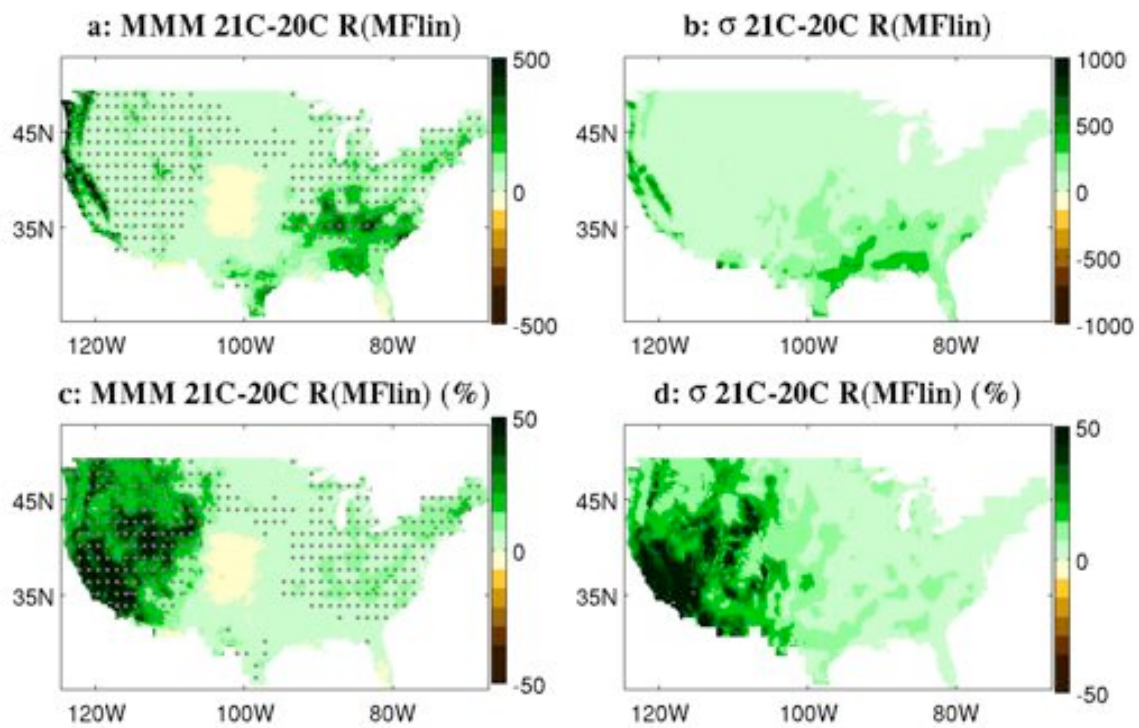 a: MMM 21C-20C R(MFlin)
b: σ 21C-20C R(MFlin)
500
0
-500
45N
35N
120W
100W
80W
1000
500
0
-500
-1000
45N
35N
120W
100W
80W
c: MMM 21C-20C R(MFlin) (%)
d: σ 21C-20C R(MFlin) (%)
50
0
-50
45N
35N
120W
100W
80W
50
0
-50
45N
35N
120W
100W
80W